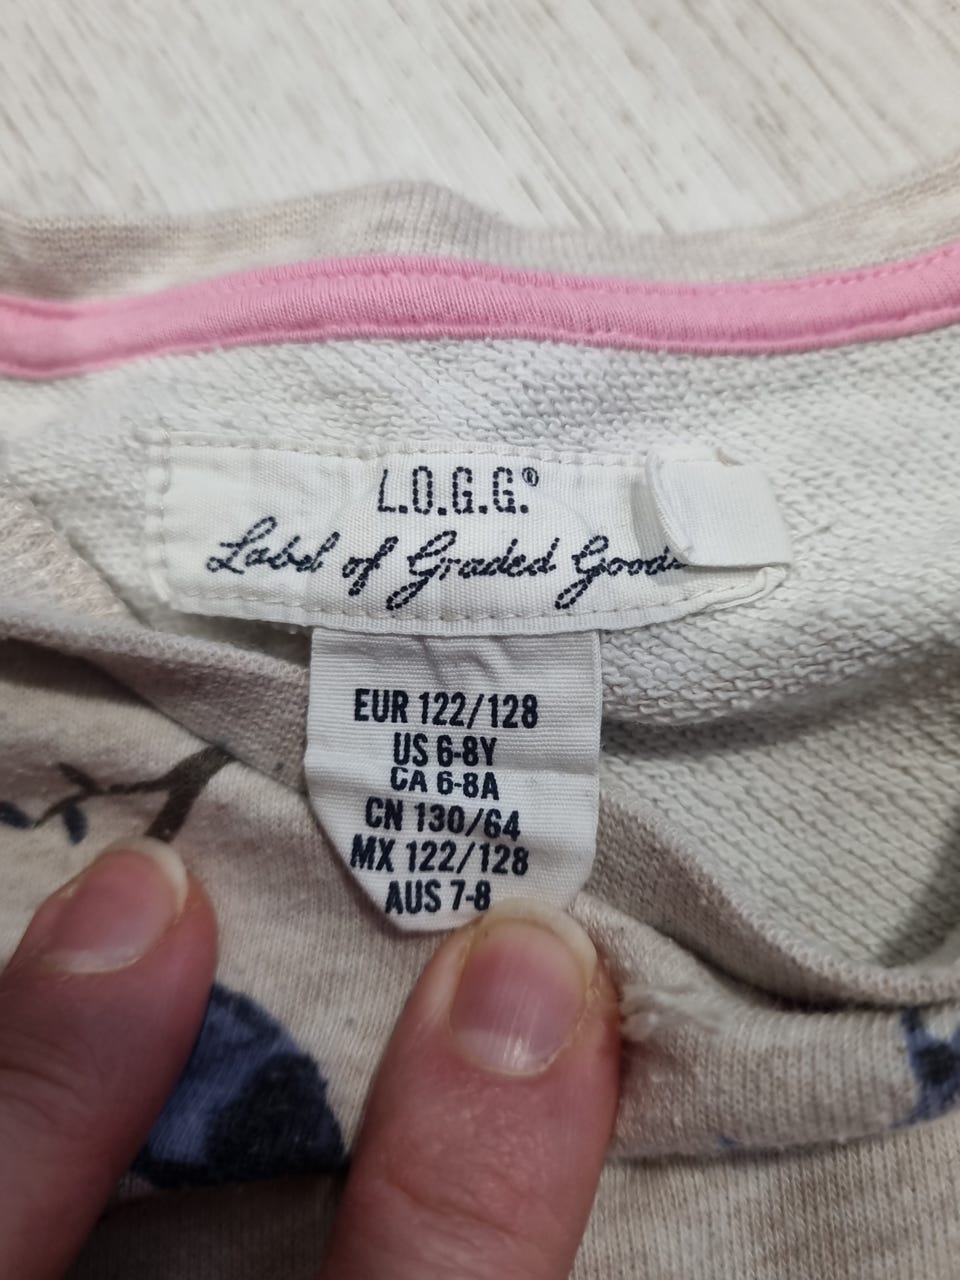 L.O.G.G.®
Label of Graded Goods
EUR 122/128
US 6-8Y
CA 6-8A
CN 130/64
MX 122/128
AUS 7-8